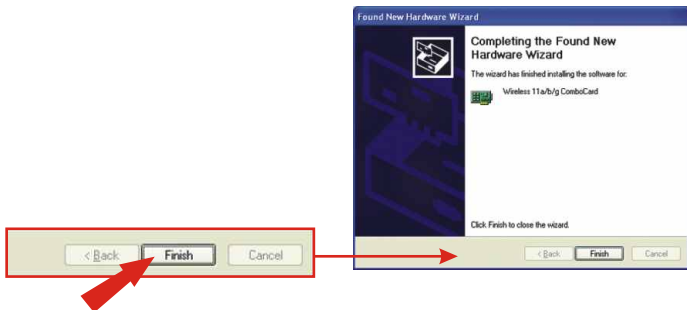 Found New Hardware Wizard
Completing the Found New
Hardware Wizard
The wizard has finished installing the software for:
Wireless 11a/b/g ComboCard
Click Finish to close the wizard.
< Back Finish Cancel
< Back Finish Cancel